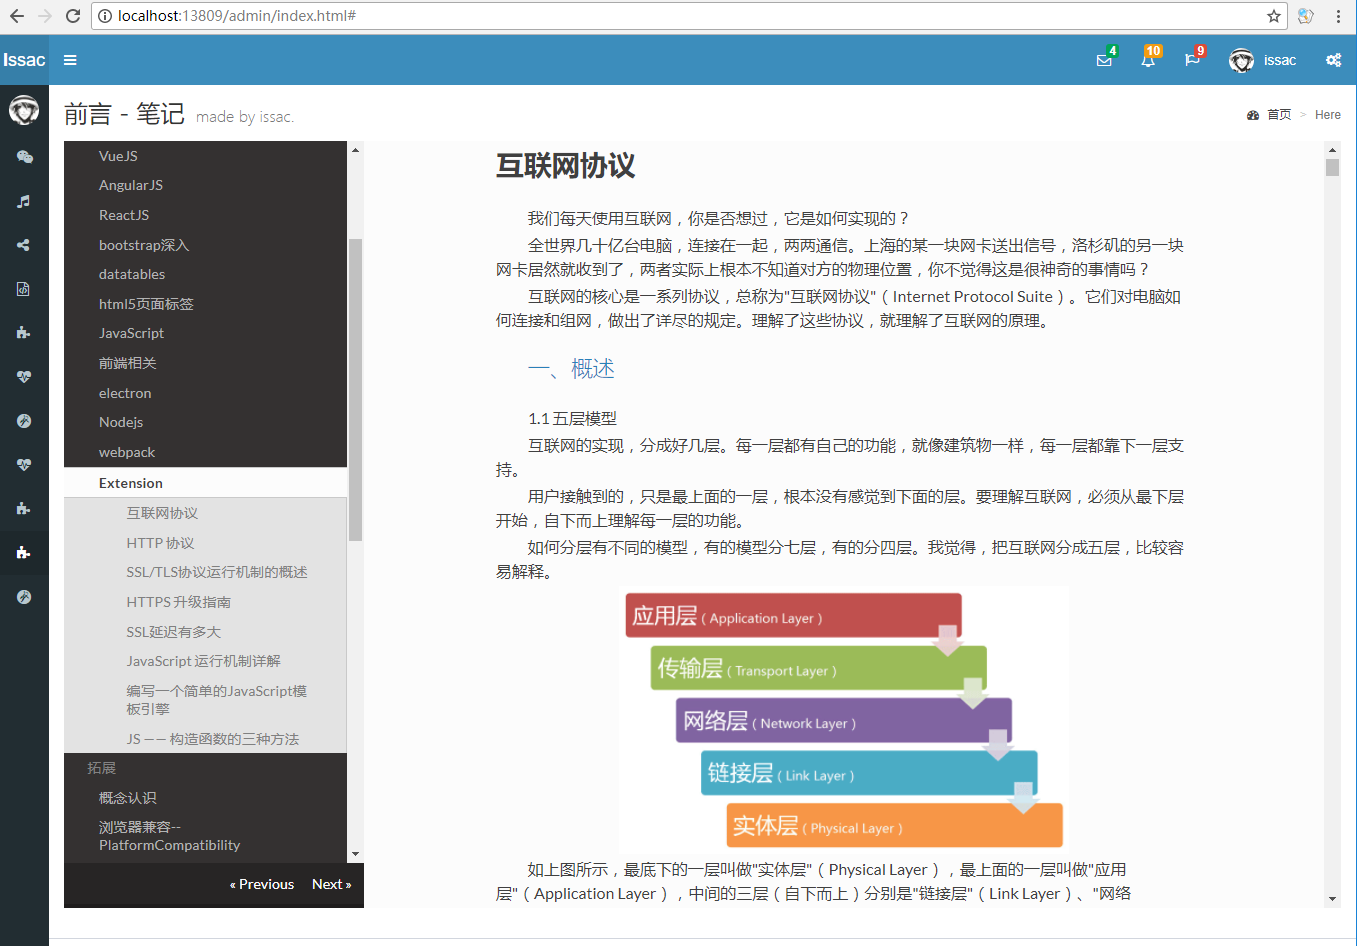 localhost:13809/admin/index.html#
Issac
4
10
9
issac
前言 - 笔记 made by issac.
首页 > Here
VueJS
AngularJS
ReactJS
bootstrap深入
datatables
html5页面标签
JavaScript
前端相关
electron
Nodejs
webpack
Extension
互联网协议
HTTP 协议
SSL/TLS协议运行机制的概述
HTTPS 升级指南
SSL延迟有多大
JavaScript 运行机制详解
编写一个简单的JavaScript模
板引擎
JS —— 构造函数的三种方法
拓展
概念认识
浏览器兼容--
PlatformCompatibility
« Previous Next »
互联网协议
我们每天使用互联网，你是否想过，它是如何实现的？
全世界几十亿台电脑，连接在一起，两两通信。上海的某一块网卡送出信号，洛杉矶的另一块
网卡居然就收到了，两者实际上根本不知道对方的物理位置，你不觉得这是很神奇的事情吗？
互联网的核心是一系列协议，总称为"互联网协议"（Internet Protocol Suite）。它们对电脑如
何连接和组网，做出了详尽的规定。理解了这些协议，就理解了互联网的原理。
一、概述
1.1 五层模型
互联网的实现，分成好几层。每一层都有自己的功能，就像建筑物一样，每一层都靠下一层支
持。
用户接触到的，只是最上面的一层，根本没有感觉到下面的层。要理解互联网，必须从最下层
开始，自下而上理解每一层的功能。
如何分层有不同的模型，有的模型分七层，有的分四层。我觉得，把互联网分成五层，比较容
易解释。
应用层（Application Layer）
传输层（Transport Layer）
网络层（Network Layer）
链接层（Link Layer）
实体层（Physical Layer）
如上图所示，最底下的一层叫做"实体层"（Physical Layer），最上面的一层叫做"应用
层"（Application Layer），中间的三层（自下而上）分别是"链接层"（Link Layer）、"网络